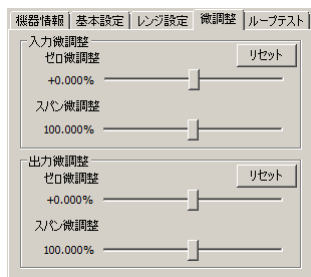 機器情報 基本設定 レンジ設定 微調整 ループテスト
入力微調整
ゼロ微調整
リセット
+0.000%
スパン微調整
100.000%
出力微調整
ゼロ微調整
リセット
+0.000%
スパン微調整
100.000%